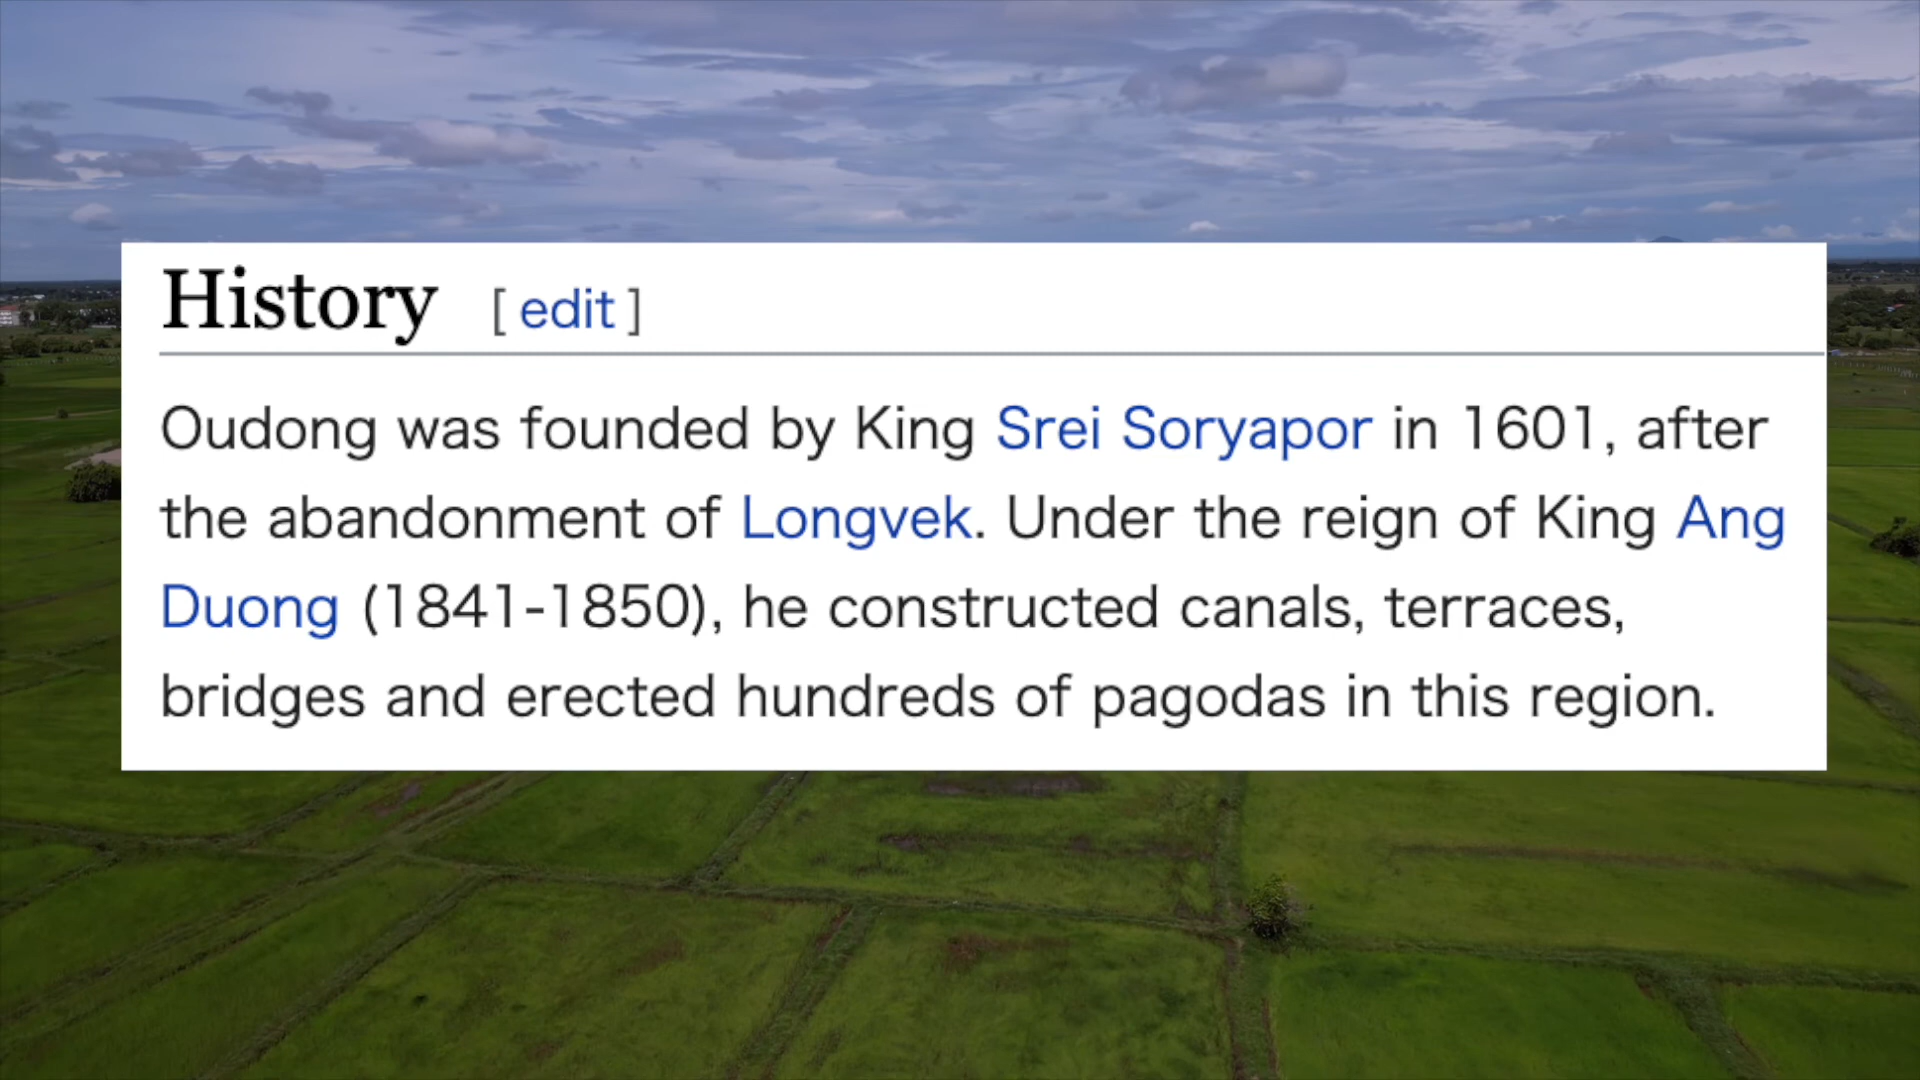 History [ edit ]
Oudong was founded by King Srei Soryapor in 1601, after
the abandonment of Longvek. Under the reign of King Ang
Duong (1841-1850), he constructed canals, terraces,
bridges and erected hundreds of pagodas in this region.